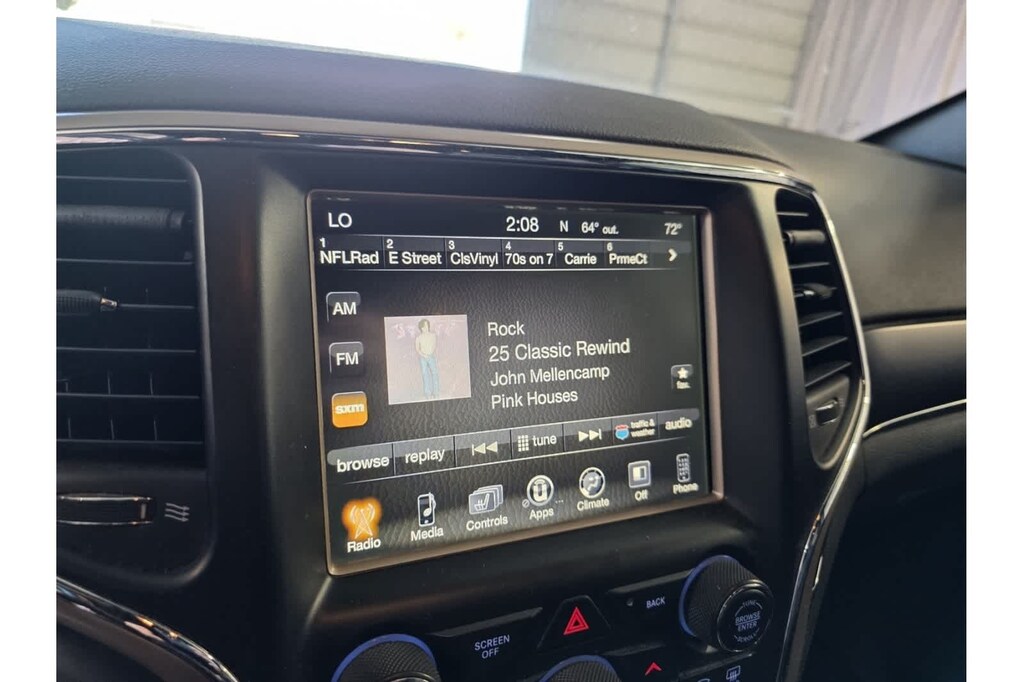 LO 2:08 N 64° out. 72°
1 2 3 4 5 6
NFLRad E Street ClsVinyl 70s on 7 Carrie PrmeCt
AM
FM
sxm
Rock
25 Classic Rewind
John Mellencamp
Pink Houses
fav.
browse replay tune traffic & weather audio
Radio Media Controls Apps Climate Off Phone
SCREEN
OFF
BACK
BROWSE
ENTER